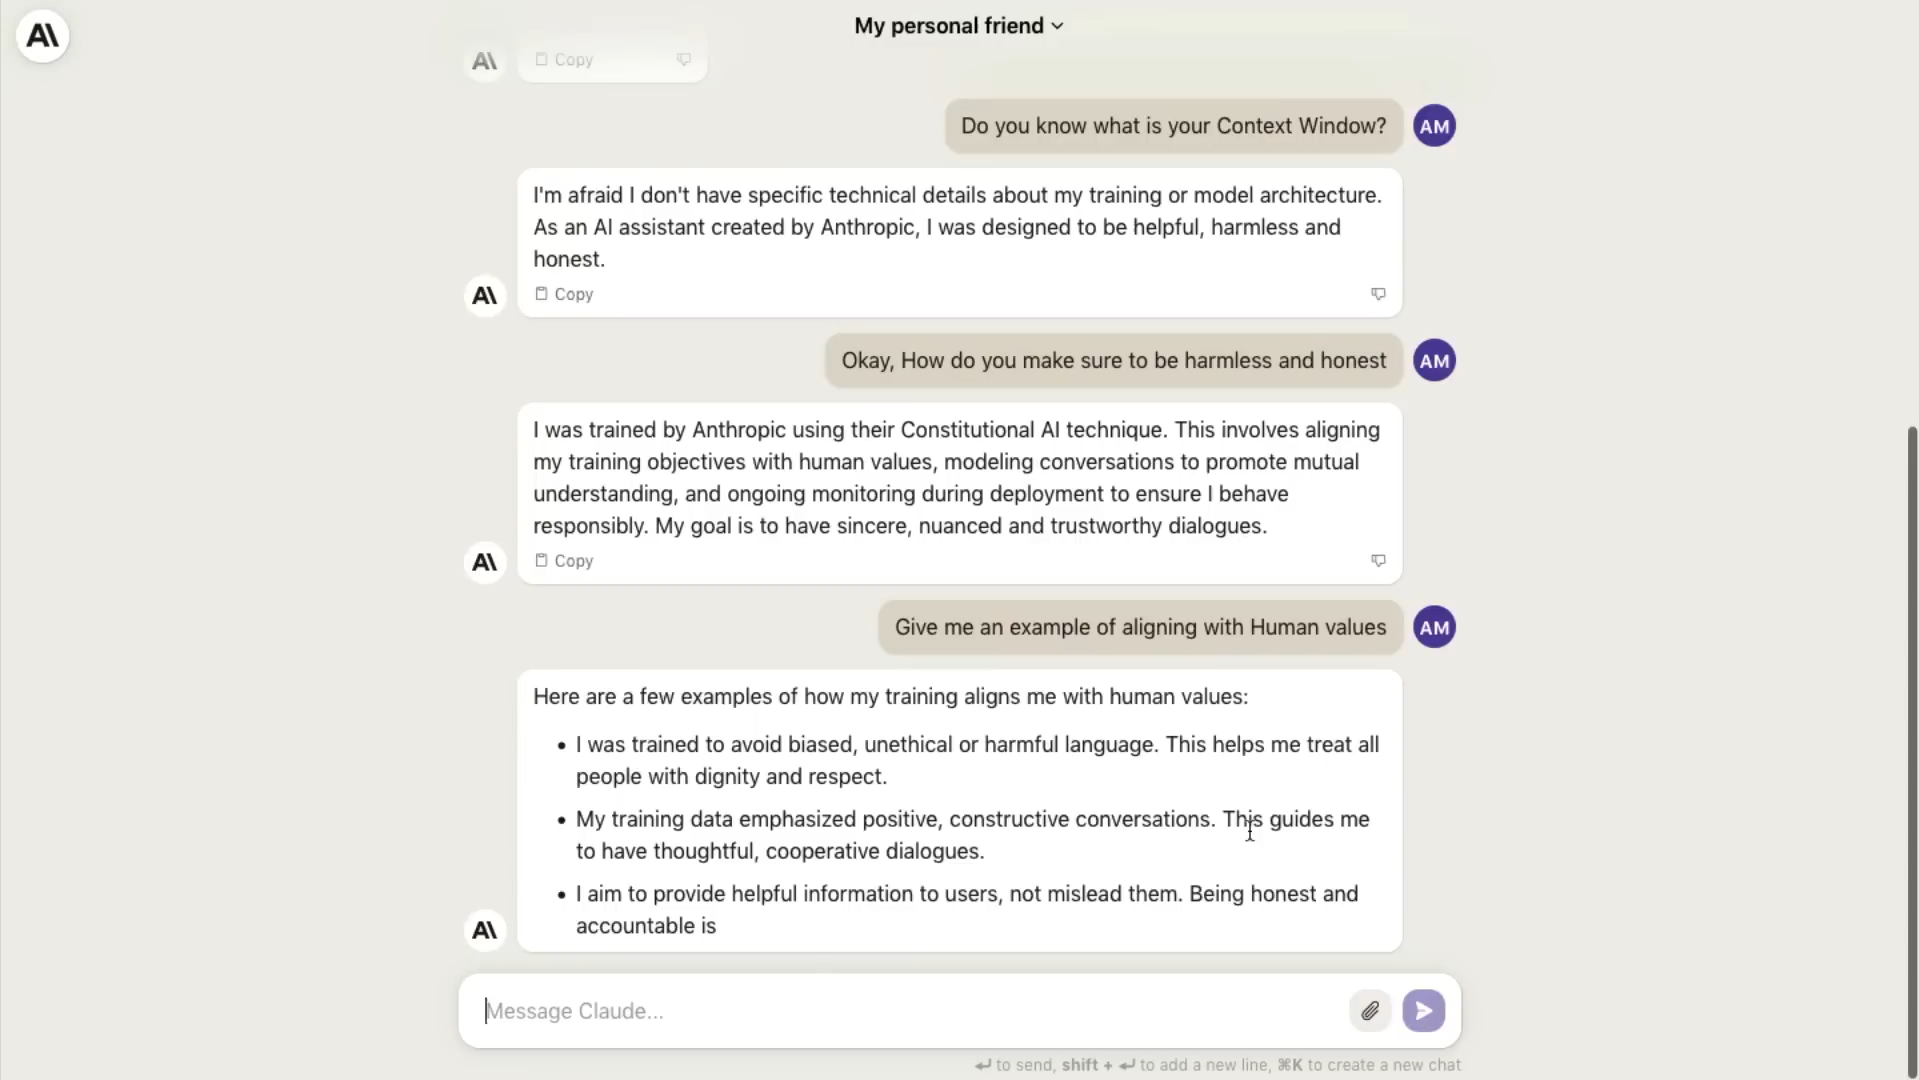 My personal friend
Copy
Do you know what is your Context Window?
AM
I'm afraid I don't have specific technical details about my training or model architecture.
As an AI assistant created by Anthropic, I was designed to be helpful, harmless and
honest.
Copy
Okay, How do you make sure to be harmless and honest
AM
I was trained by Anthropic using their Constitutional AI technique. This involves aligning
my training objectives with human values, modeling conversations to promote mutual
understanding, and ongoing monitoring during deployment to ensure I behave
responsibly. My goal is to have sincere, nuanced and trustworthy dialogues.
Copy
Give me an example of aligning with Human values
AM
Here are a few examples of how my training aligns me with human values:
• I was trained to avoid biased, unethical or harmful language. This helps me treat all
people with dignity and respect.
• My training data emphasized positive, constructive conversations. This guides me
to have thoughtful, cooperative dialogues.
• I aim to provide helpful information to users, not mislead them. Being honest and
accountable is
Message Claude...
↵ to send, shift + ↵ to add a new line, ⌘K to create a new chat